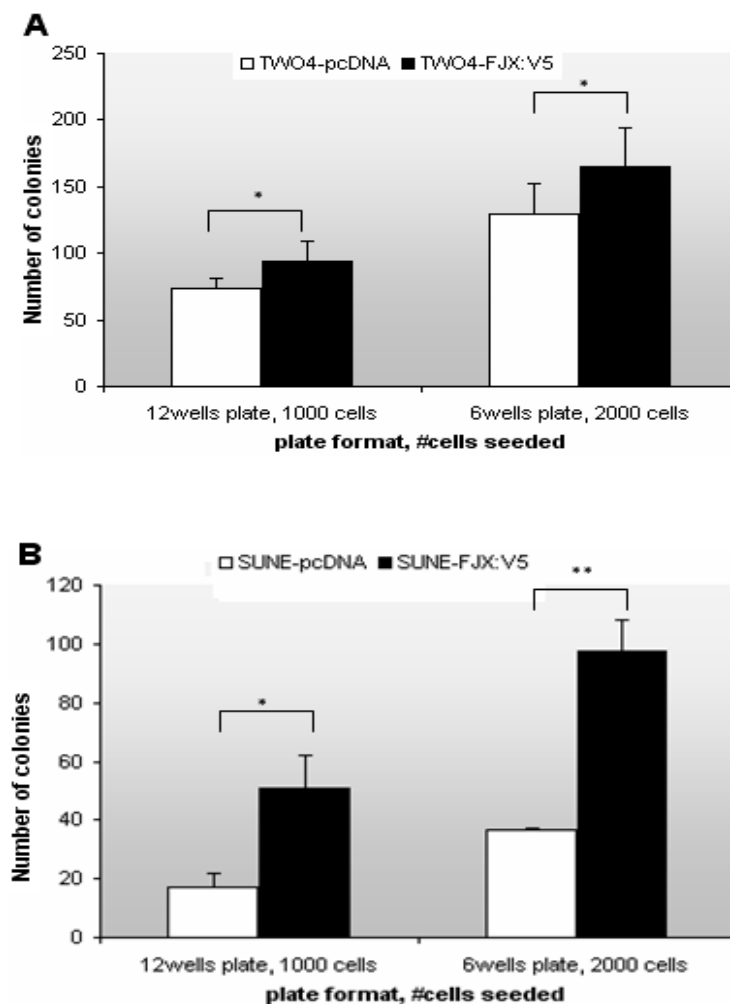 A
250
200
150
100
50
0
Number of colonies
TWO4-pcDNA TWO4-FJX:V5
*
*
12wells plate, 1000 cells 6wells plate, 2000 cells
plate format, #cells seeded
B
120
100
80
60
40
20
0
Number of colonies
SUNE-pcDNA SUNE-FJX:V5
*
**
12wells plate, 1000 cells 6wells plate, 2000 cells
plate format, #cells seeded